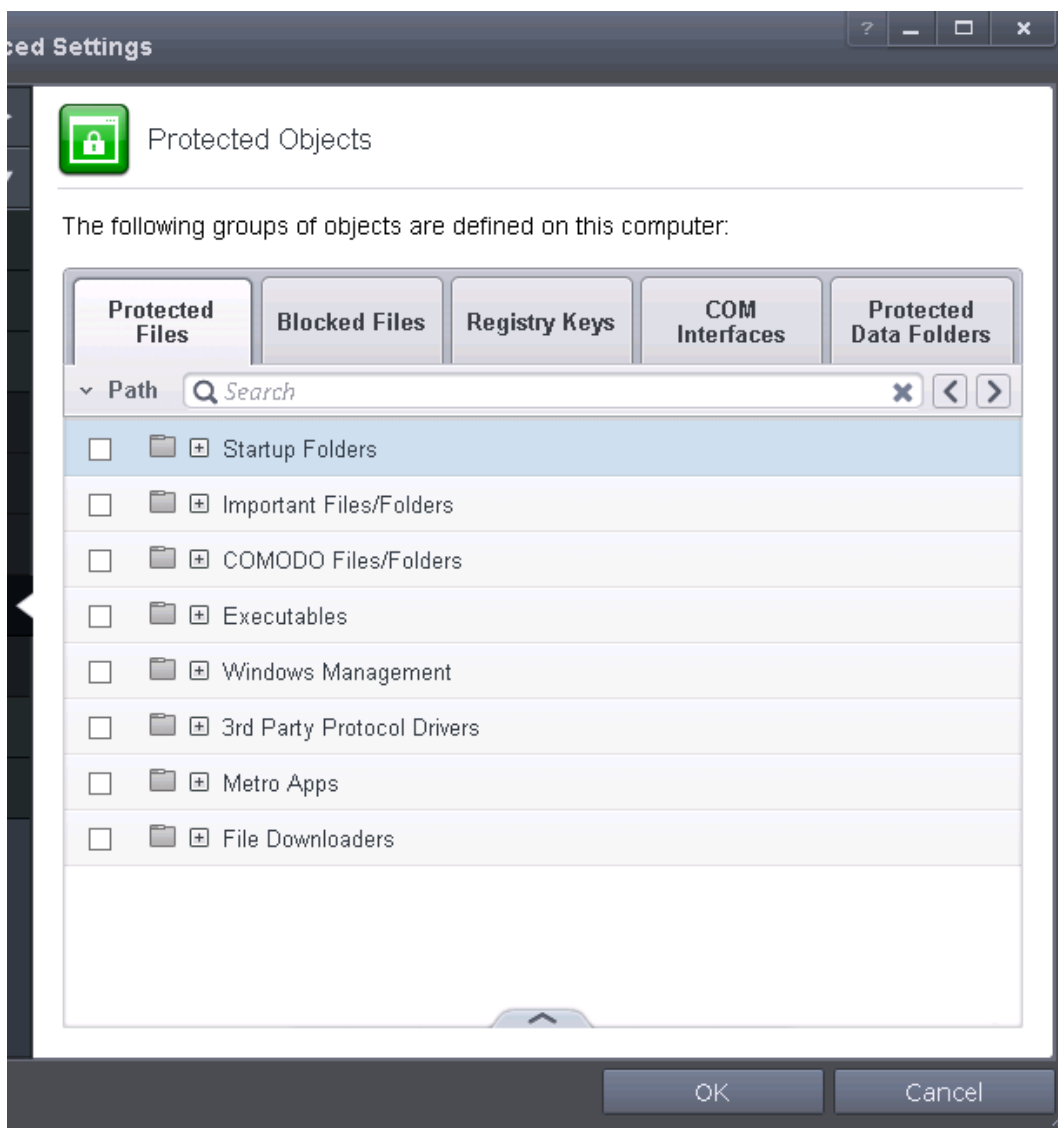 ced Settings
?
Protected Objects
The following groups of objects are defined on this computer:
Protected
Files
Blocked Files
Registry Keys
COM
Interfaces
Protected
Data Folders
Path
Search
Startup Folders
Important Files/Folders
COMODO Files/Folders
Executables
Windows Management
3rd Party Protocol Drivers
Metro Apps
File Downloaders
OK
Cancel